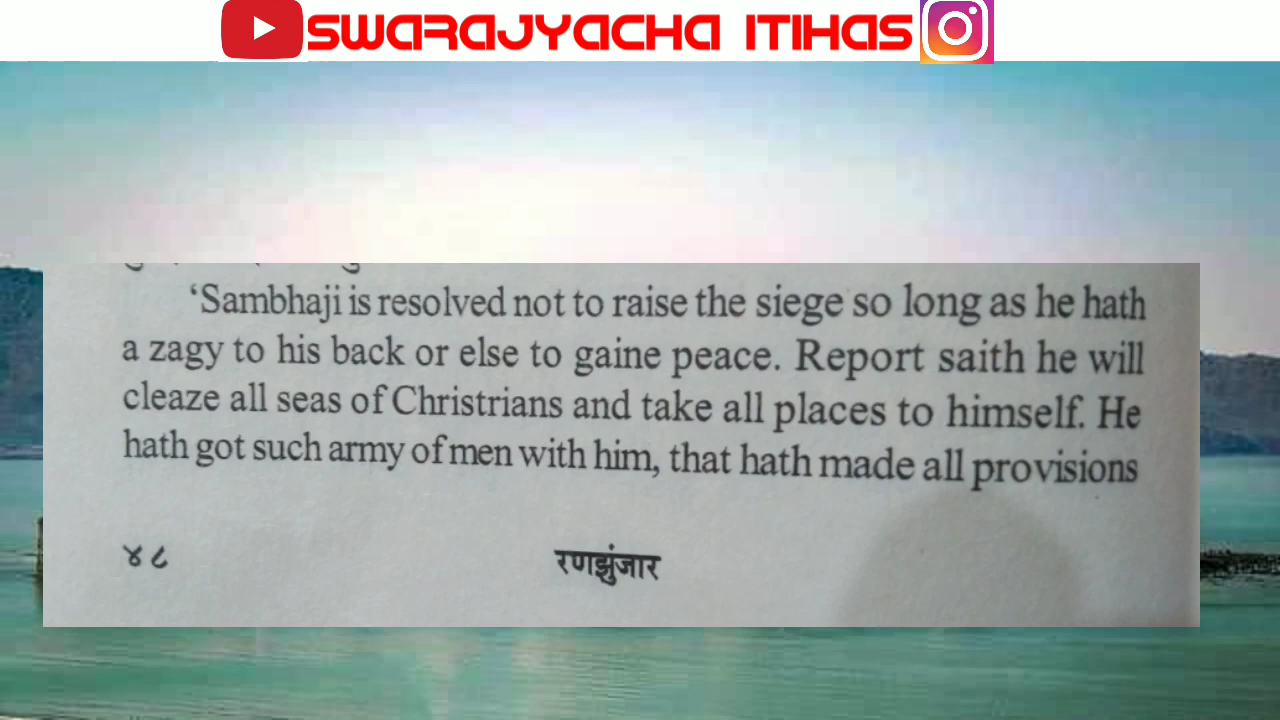 SWARAJYACHA ITIHAS
‘Sambhaji is resolved not to raise the siege so long as he hath
a zagy to his back or else to gaine peace. Report saith he will
cleaze all seas of Christrians and take all places to himself. He
hath got such army of men with him, that hath made all provisions
४८ रणझुंजार